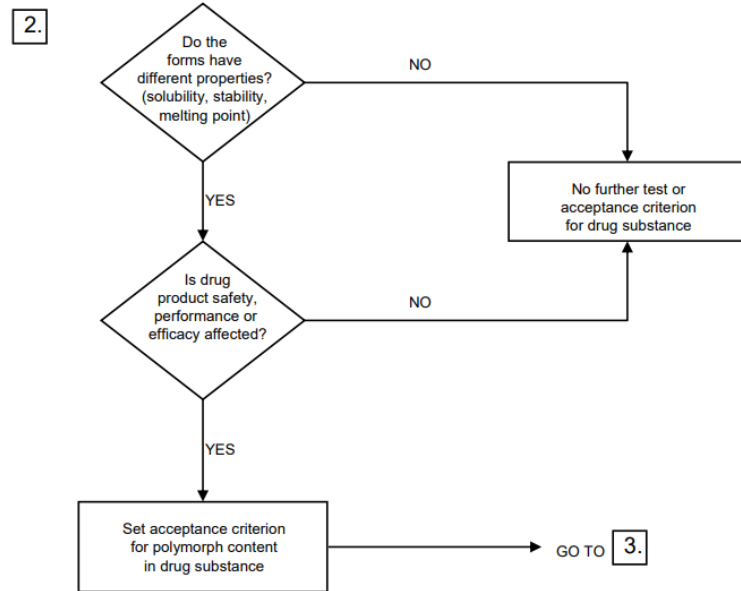 2.
Do the
forms have
different properties?
(solubility, stability,
melting point)
NO
No further test or
acceptance criterion
for drug substance
YES
Is drug
product safety,
performance or
efficacy affected?
NO
YES
Set acceptance criterion
for polymorph content
in drug substance
GO TO 3.